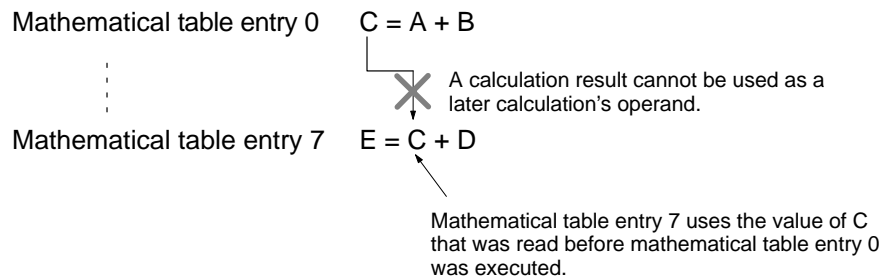 Mathematical table entry 0 C = A + B
A calculation result cannot be used as a
later calculation's operand.
Mathematical table entry 7 E = C + D
Mathematical table entry 7 uses the value of C
that was read before mathematical table entry 0
was executed.